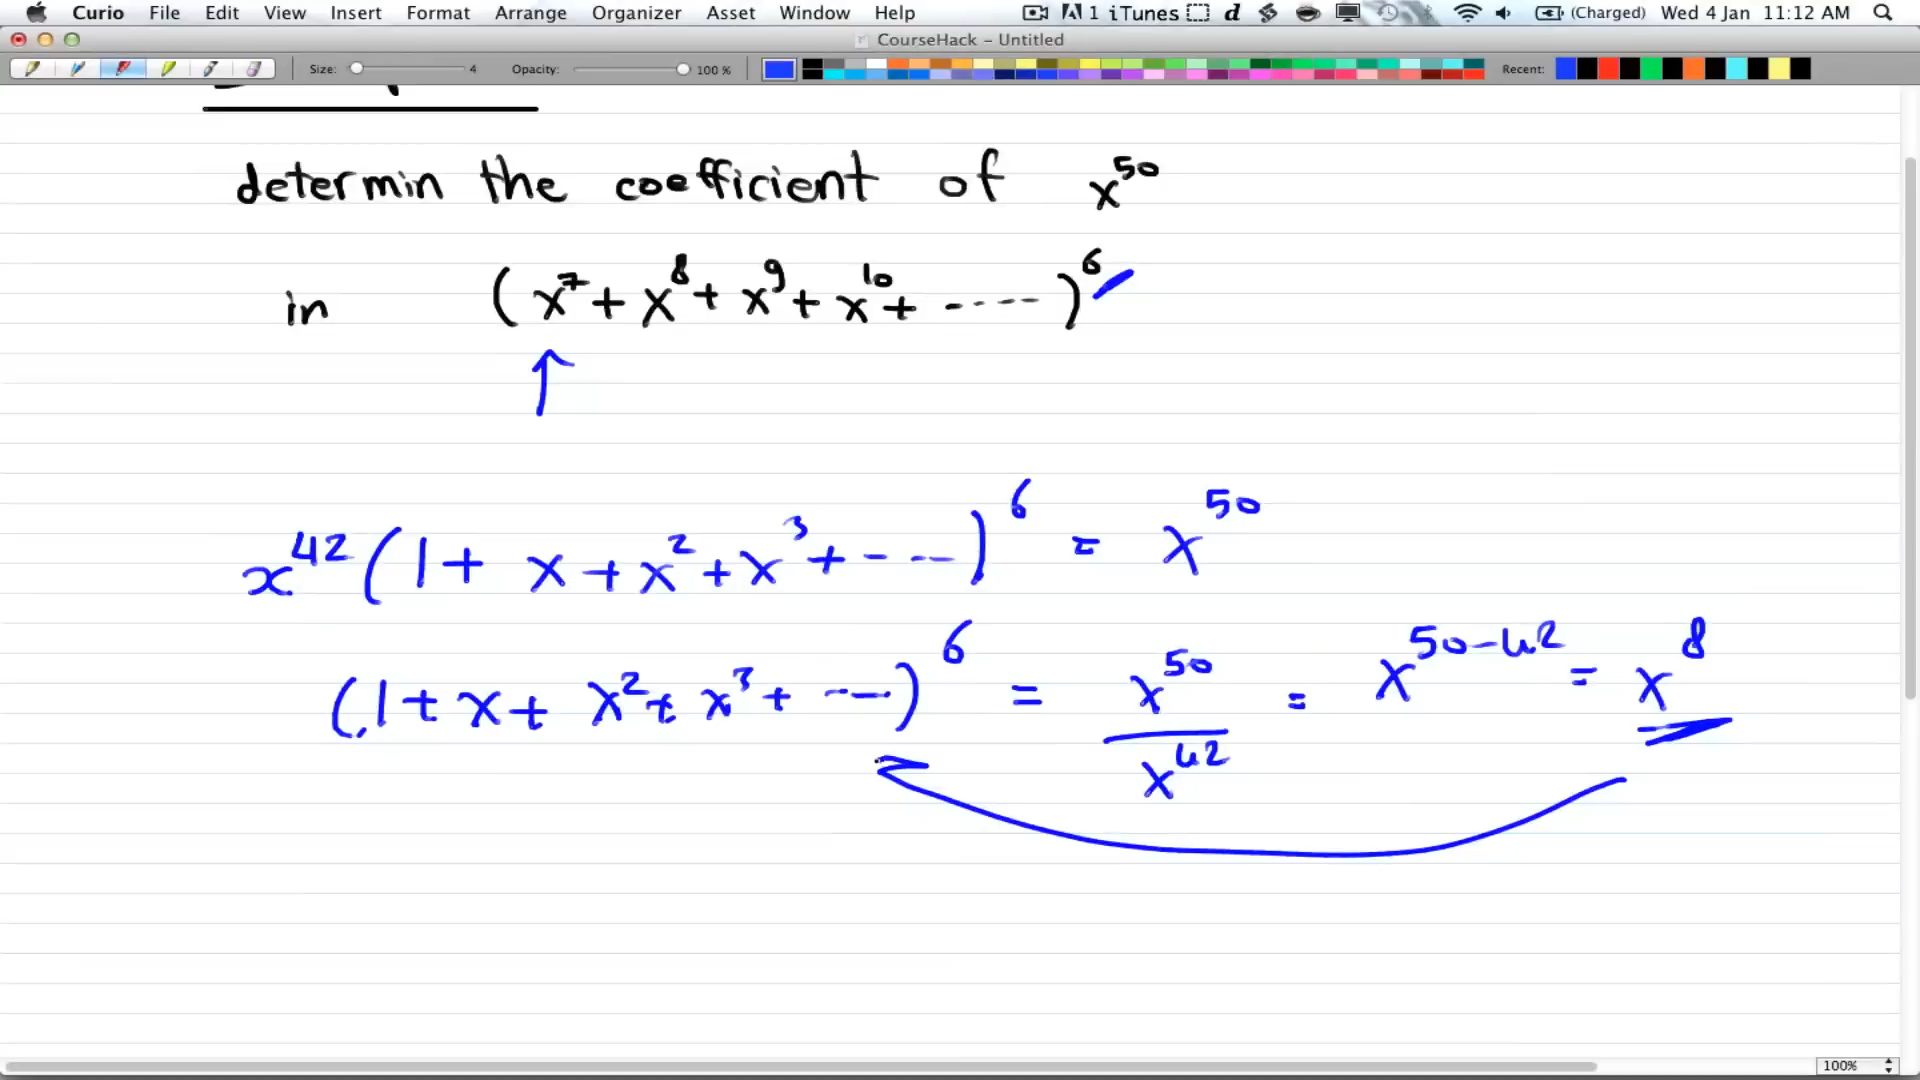 Curio File Edit View Insert Format Arrange Organizer Asset Window Help 1 iTunes d (Charged) Wed 4 Jan 11:12 AM
CourseHack – Untitled
Size: 4 Opacity: 100 % Recent:
determin the coefficient of x^50
in (x^7 + x^8 + x^9 + x^10 + -----)^6
x^42 (1 + x + x^2 + x^3 + - -- --)^6 = x^50
(1 + x + x^2 + x^3 + -- --)^6 = x^50 / x^42 = x^50-42 = x^8
100%